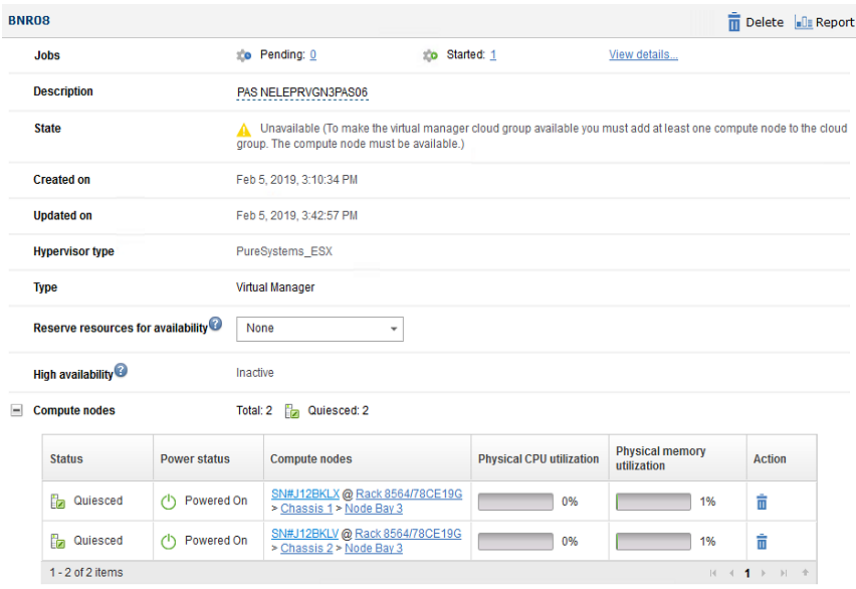 BNR08 Delete Report
Jobs Pending: 0 Started: 1 View details...
Description PAS NELEPRVGN3PAS06
State Unavailable (To make the virtual manager cloud group available you must add at least one compute node to the cloud
group. The compute node must be available.)
Created on Feb 5, 2019, 3:10:34 PM
Updated on Feb 5, 2019, 3:42:57 PM
Hypervisor type PureSystems_ESX
Type Virtual Manager
Reserve resources for availability ? None
High availability ? Inactive
Compute nodes Total: 2 Quiesced: 2
Status Power status Compute nodes Physical CPU utilization Physical memory
utilization Action
Quiesced Powered On SN#J12BKLX @ Rack 8564/78CE19G
> Chassis 1 > Node Bay 3 0% 1%
Quiesced Powered On SN#J12BKLV @ Rack 8564/78CE19G
> Chassis 2 > Node Bay 3 0% 1%
1 - 2 of 2 items 1